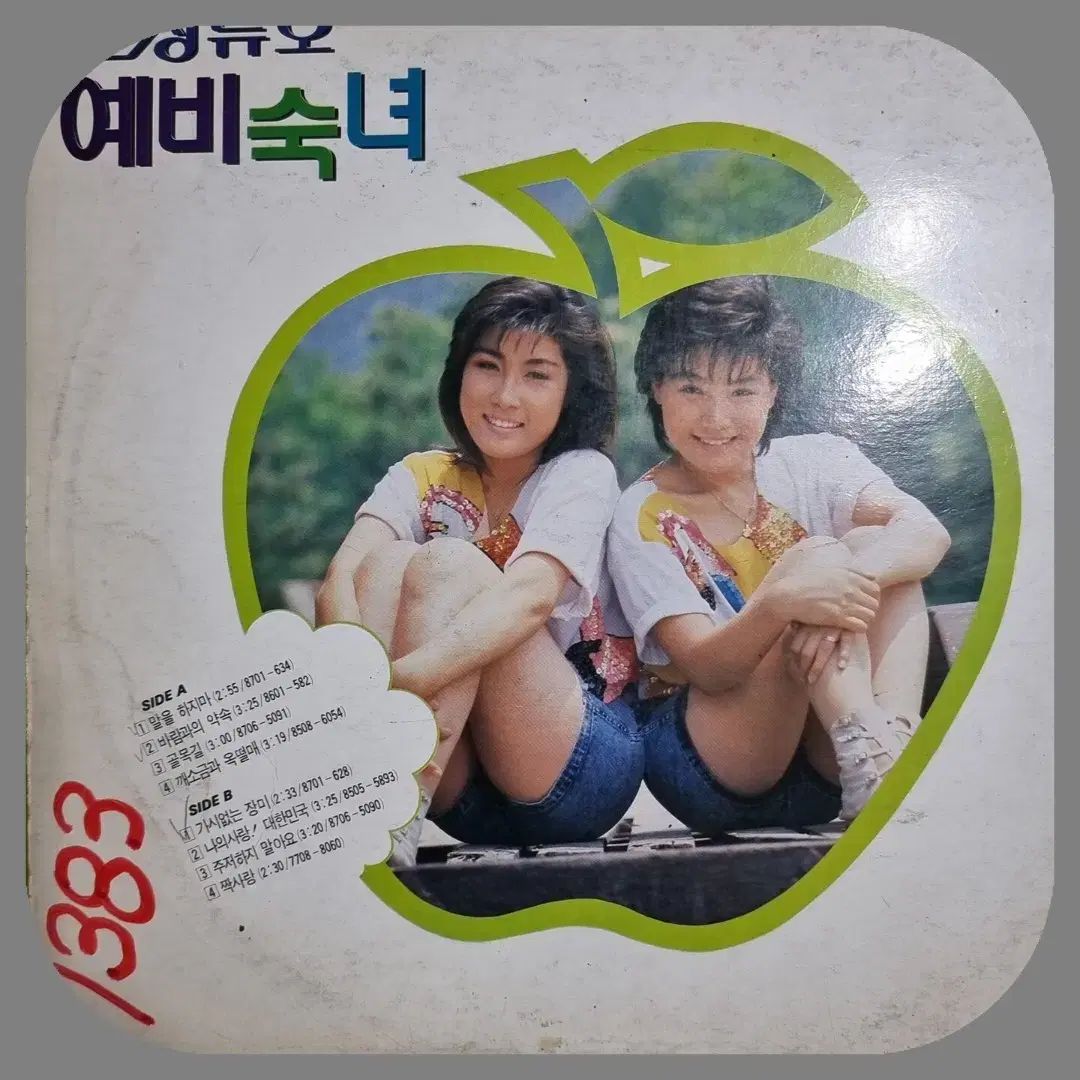 예비숙녀
SIDE A
1 말을 하지마 (2:55/8701-634)
2 바람과의 약속 (3:25/8601-582)
3 골목길 (3:00/8706-5091)
4 깨소금과 옥떨매 (3:19/8508-6054)
SIDE B
1 가시없는 장미 (2:33/8701-628)
2 나의사랑! 대한민국 (3:25/8505-5893)
3 주저하지 말아요 (3:20/8706-5090)
4 짝사랑 (2:30/7708-8060)
1383